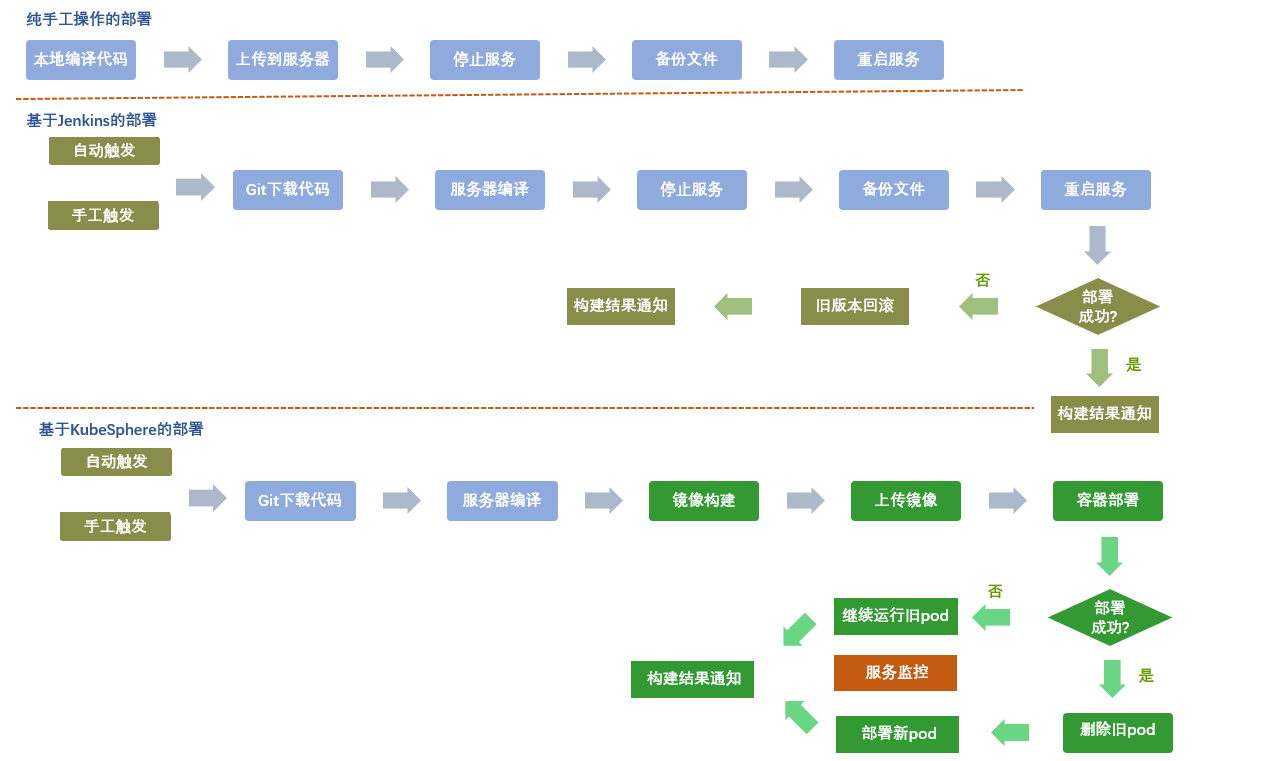 纯手工操作的部署
本地编译代码
上传到服务器
停止服务
备份文件
重启服务
基于Jenkins的部署
自动触发
手工触发
Git下载代码
服务器编译
停止服务
备份文件
重启服务
否
构建结果通知
旧版本回滚
部署
成功?
是
构建结果通知
基于KubeSphere的部署
自动触发
手工触发
Git下载代码
服务器编译
镜像构建
上传镜像
容器部署
否
继续运行旧pod
部署
成功?
服务监控
构建结果通知
是
部署新pod
删除旧pod